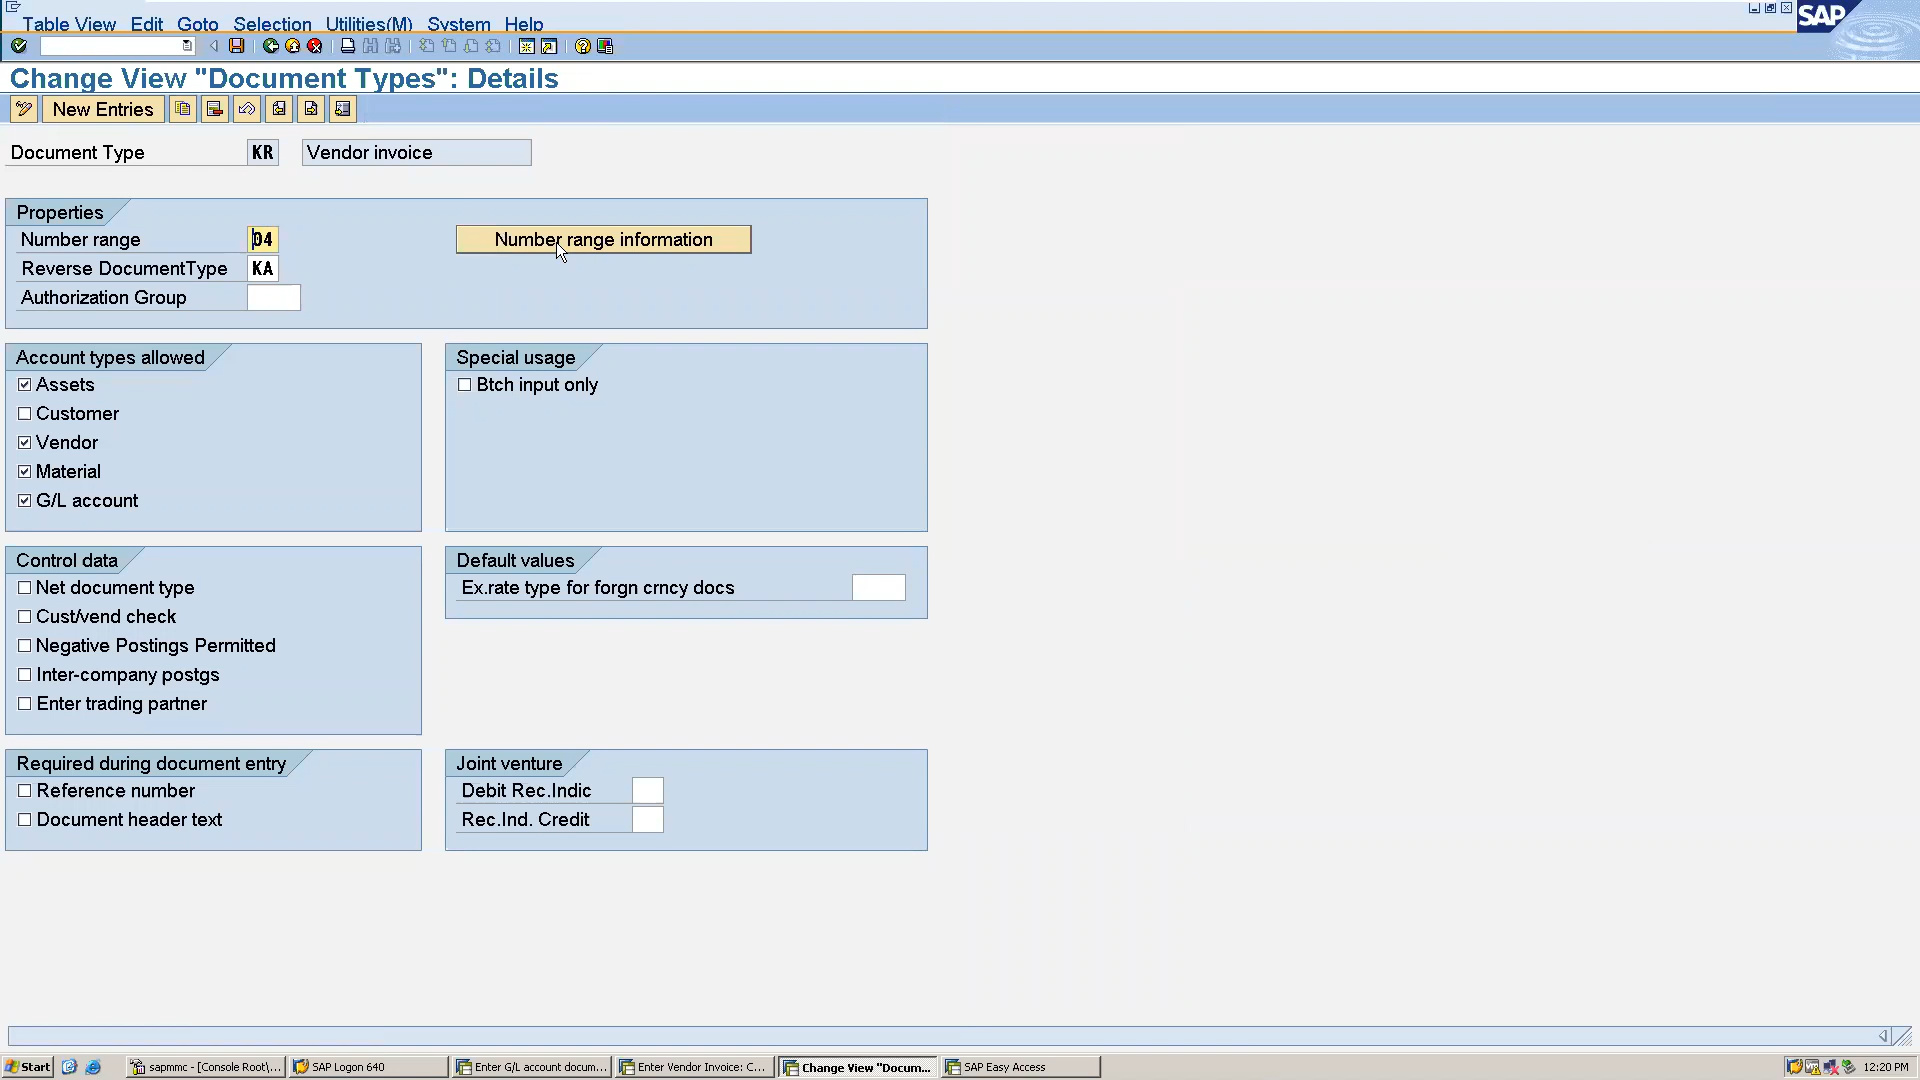 Table View Edit Goto Selection Utilities(M) System Help
SAP
Change View "Document Types": Details
New Entries
Document Type KR Vendor invoice
Properties
Number range 04 Number range information
Reverse DocumentType KA
Authorization Group
Account types allowed
Special usage
Assets
Btch input only
Customer
Vendor
Material
G/L account
Control data
Default values
Net document type
Ex.rate type for forgn crncy docs
Cust/vend check
Negative Postings Permitted
Inter-company postgs
Enter trading partner
Required during document entry
Joint venture
Reference number
Debit Rec.Indic
Document header text
Rec.Ind. Credit
Start sapmmc - [Console Root\... SAP Logon 640 Enter G/L account docum... Enter Vendor Invoice: C... Change View "Docum... SAP Easy Access 12:20 PM